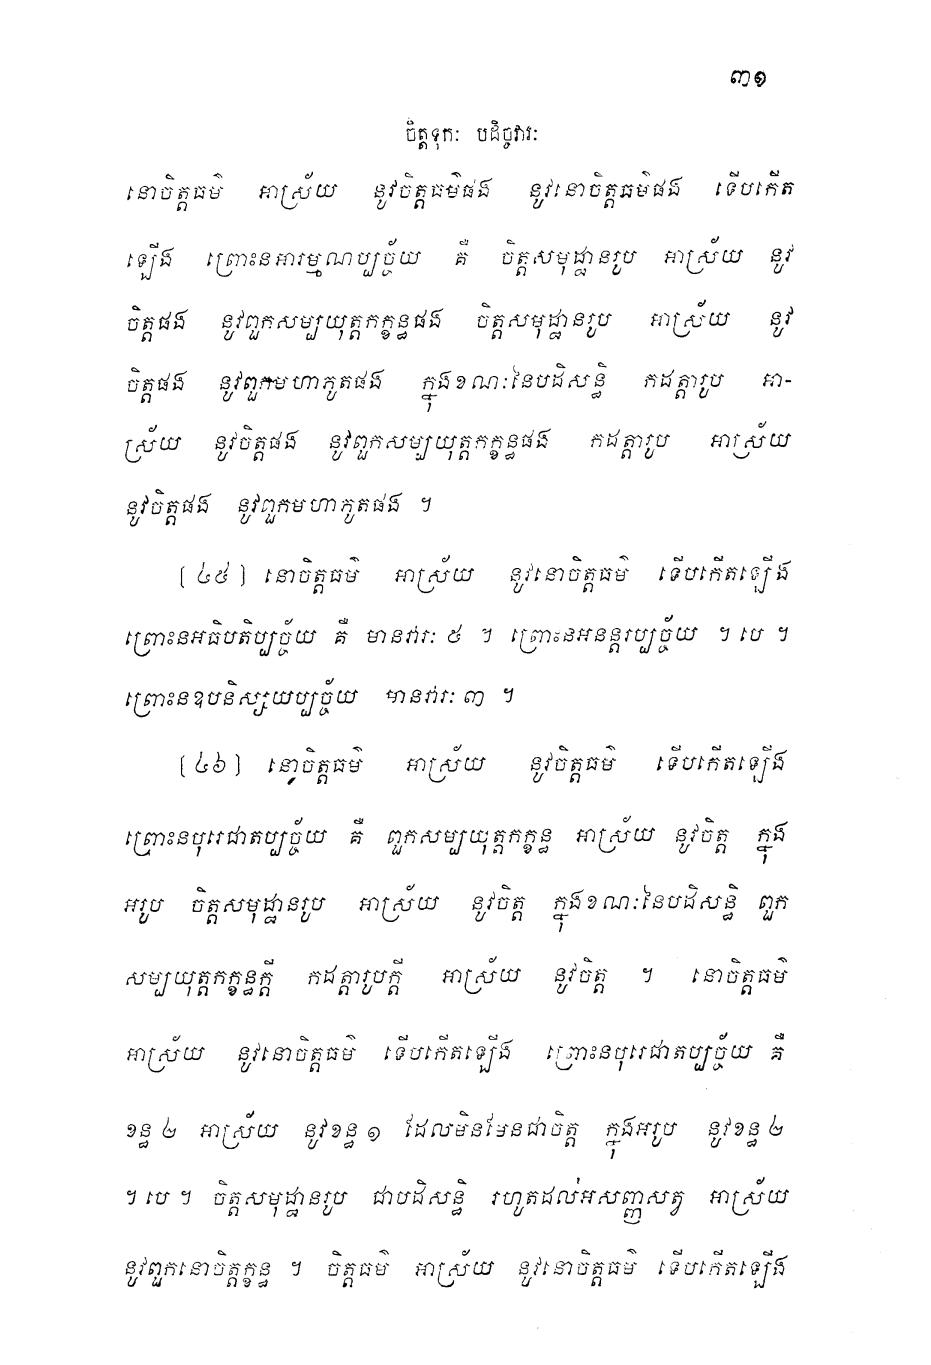 ៣១
ចិត្តទុកៈ បដិច្ចវារៈ
នោចិត្តធម៌ អាស្រ័យ នូវចិត្តធម៌ផង នូវនោចិត្តធម៌ផង ទើបកើត
ឡើង ព្រោះនអារម្មណប្បច្ច័យ គឺ ចិត្តសមុដ្ឋានរូប អាស្រ័យ នូវ
ចិត្តផង នូវពួកសម្បយុត្តកក្ខន្ធផង ចិត្តសមុដ្ឋានរូប អាស្រ័យ នូវ
ចិត្តផង នូវពួកមហាភូតផង ក្នុងខណៈនៃបដិសន្ធិ កដត្តារូប អា-
ស្រ័យ នូវចិត្តផង នូវពួកសម្បយុត្តកក្ខន្ធផង កដត្តារូប អាស្រ័យ
នូវចិត្តផង នូវពួកមហាភូតផង ។
[៤៥] នោចិត្តធម៌ អាស្រ័យ នូវនោចិត្តធម៌ ទើបកើតឡើង
ព្រោះនអធិបតិប្បច្ច័យ គឺ មានវារៈ ៥ ។ ព្រោះនអនន្តរប្បច្ច័យ ។ បេ ។
ព្រោះនឧបនិស្សយប្បច្ច័យ មានវារៈ ៣ ។
[៤៦] នោចិត្តធម៌ អាស្រ័យ នូវចិត្តធម៌ ទើបកើតឡើង
ព្រោះនបុរេជាតប្បច្ច័យ គឺ ពួកសម្បយុត្តកក្ខន្ធ អាស្រ័យ នូវចិត្ត ក្នុង
អរូប ចិត្តសមុដ្ឋានរូប អាស្រ័យ នូវចិត្ត ក្នុងខណៈនៃបដិសន្ធិ ពួក
សម្បយុត្តកក្ខន្ធក្តី កដត្តារូបក្តី អាស្រ័យ នូវចិត្ត ។ នោចិត្តធម៌
អាស្រ័យ នូវនោចិត្តធម៌ ទើបកើតឡើង ព្រោះនបុរេជាតប្បច្ច័យ គឺ
ខន្ធ ២ អាស្រ័យ នូវខន្ធ ១ ដែលមិនមែនជាចិត្ត ក្នុងអរូប នូវខន្ធ ២
។ បេ ។ ចិត្តសមុដ្ឋានរូប ជាបដិសន្ធិ រហូតដល់អសញ្ញសត្វ អាស្រ័យ
នូវពួកនោចិត្តក្ខន្ធ ។ ចិត្តធម៌ អាស្រ័យ នូវនោចិត្តធម៌ ទើបកើតឡើង